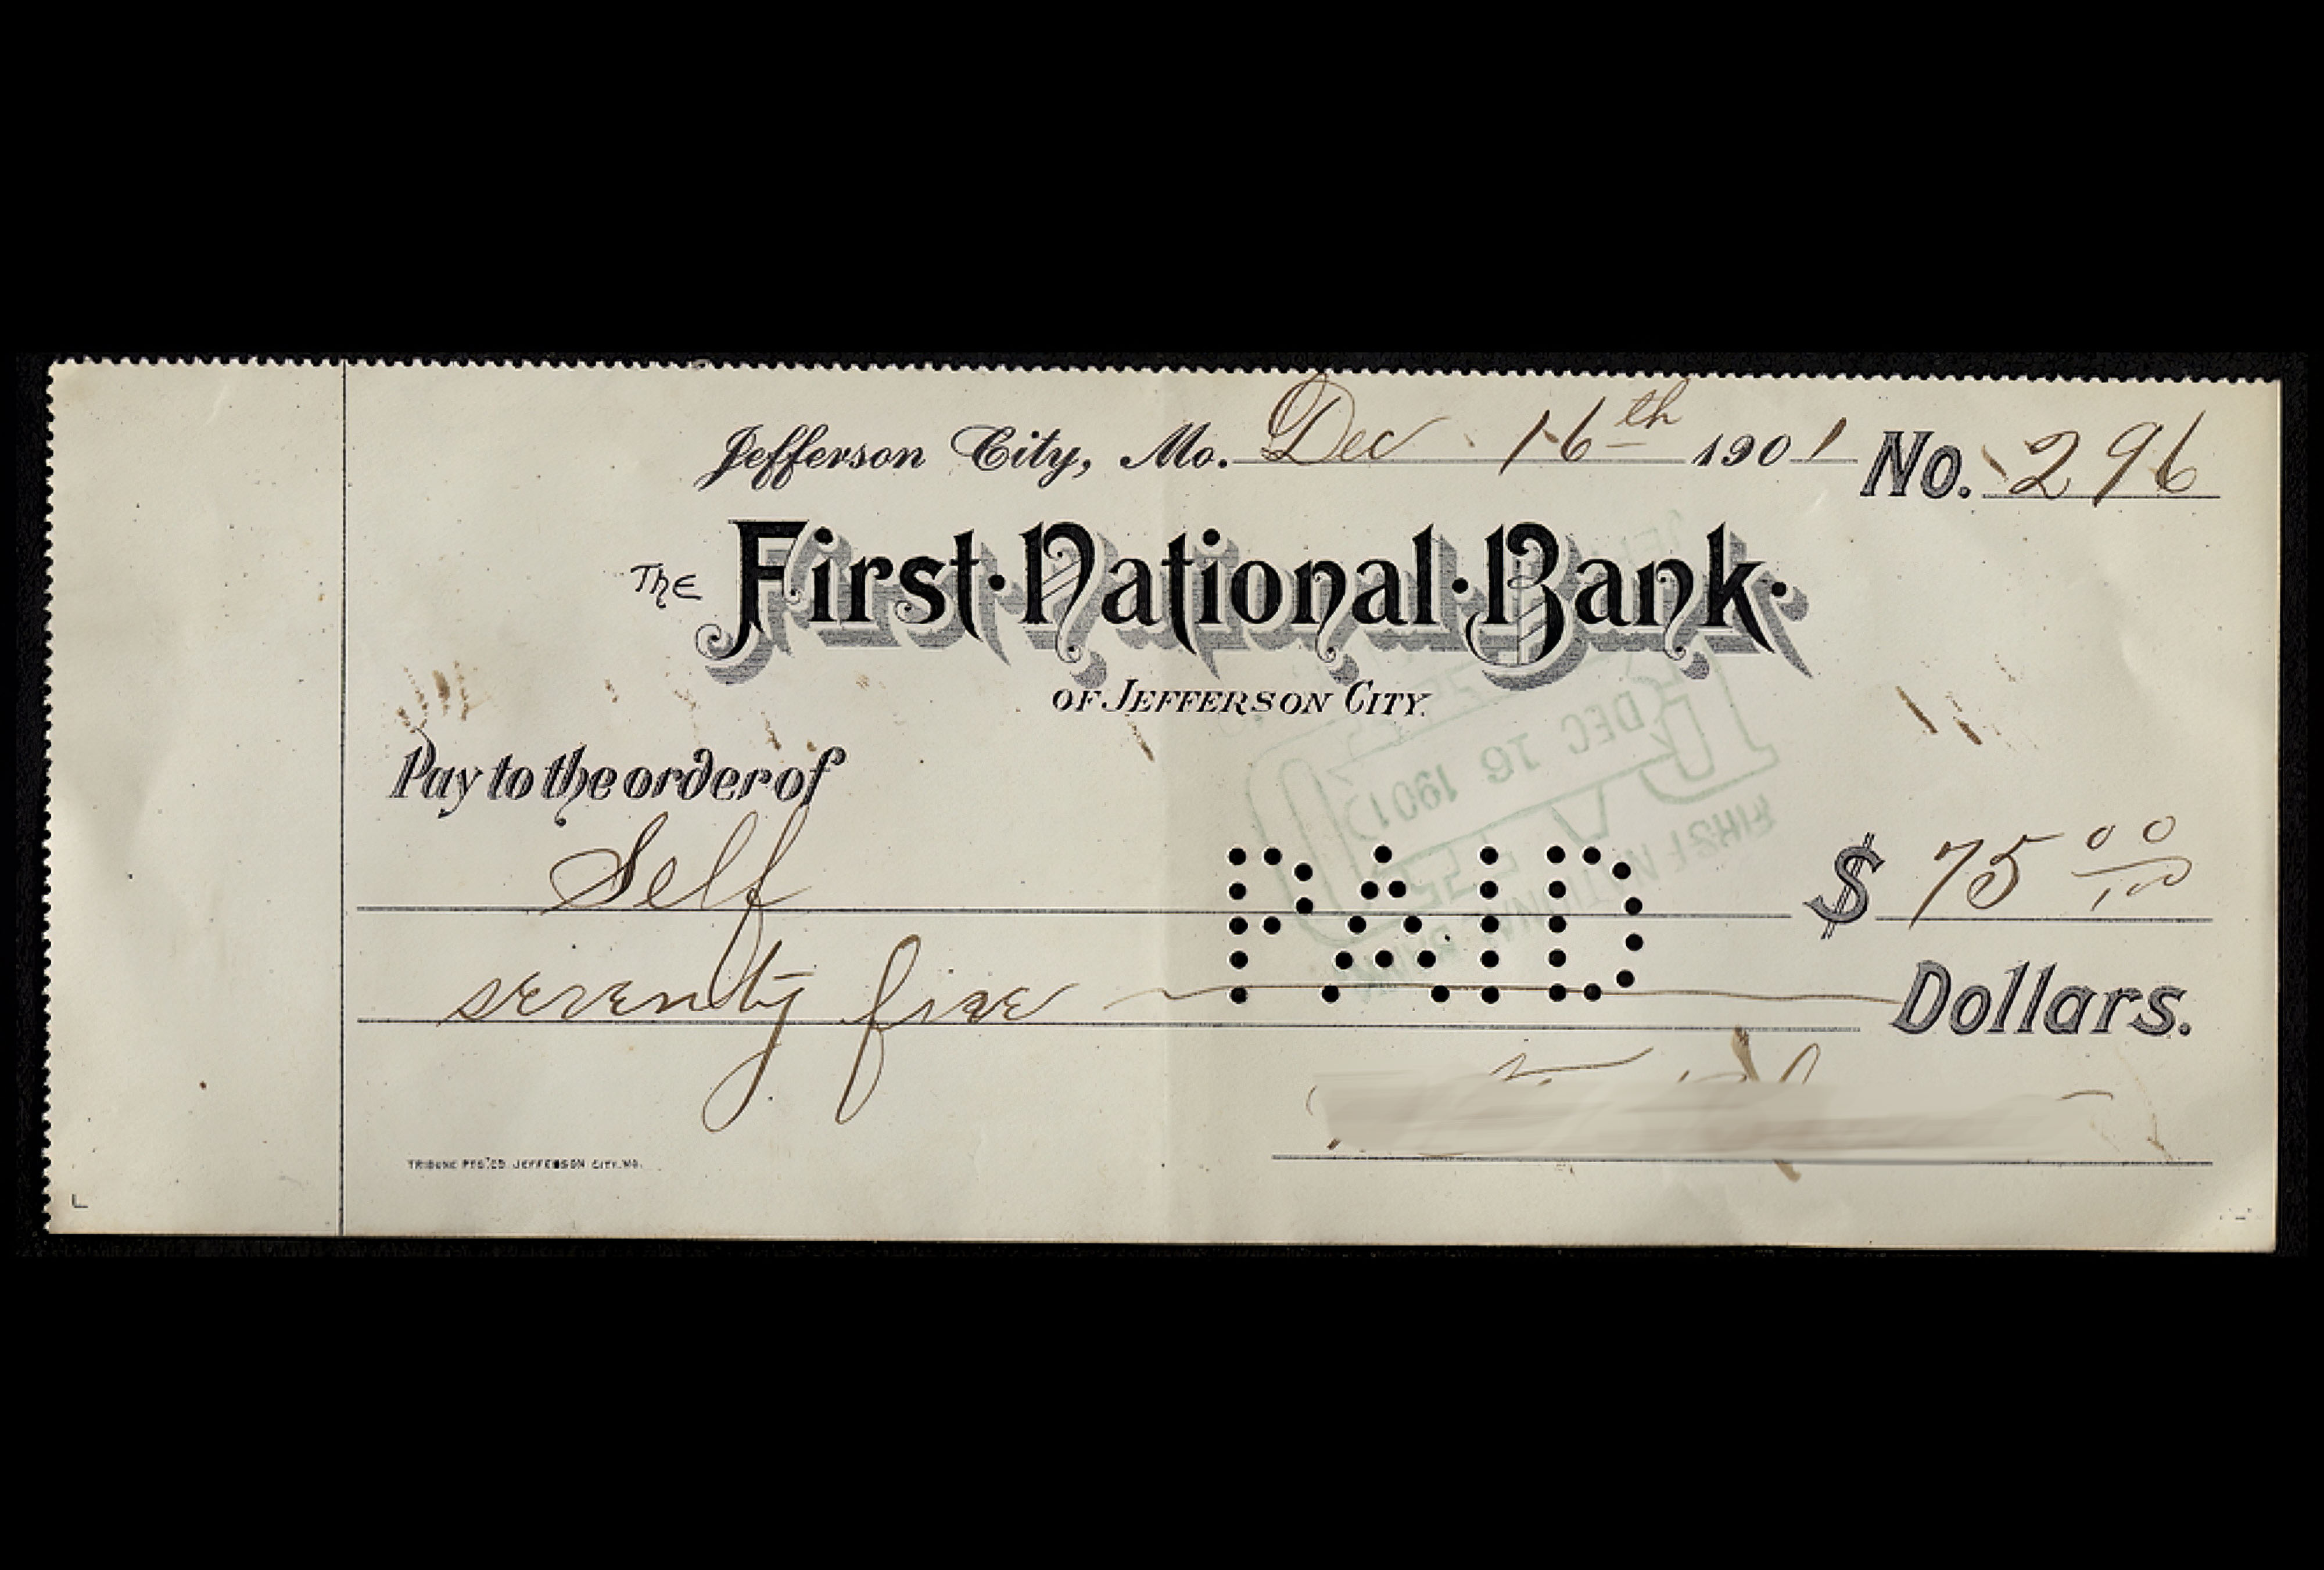 Jefferson City, Mo. Dec 16th 1901 No. 296
The First·National·Bank·
of Jefferson City.
Pay to the order of
Self $ 75 00/100
PAID
seventy five Dollars.
TRIBUNE PTG. CO. JEFFERSON CITY, MO.
FIRST NATIONAL BANK
PAID
DEC 16 1901